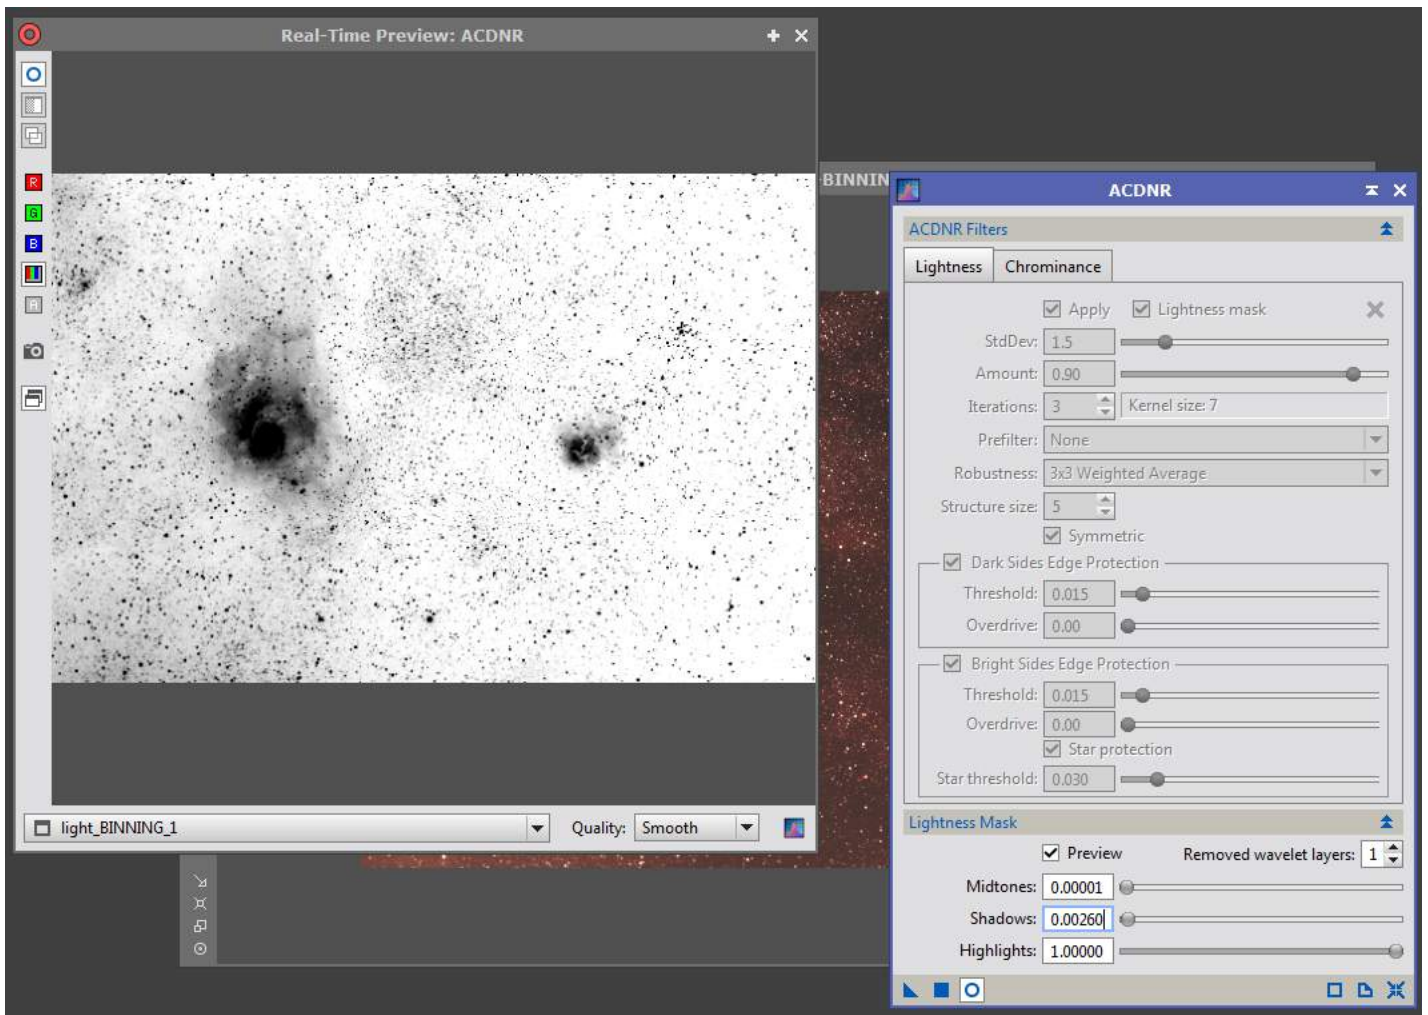 Real-Time Preview: ACDNR
R
G
B
A
light_BINNING_1
Quality: Smooth
-BINNIN
ACDNR
ACDNR Filters
Lightness Chrominance
Apply Lightness mask
StdDev: 1.5
Amount: 0.90
Iterations: 3 Kernel size: 7
Prefilter: None
Robustness: 3x3 Weighted Average
Structure size: 5
Symmetric
Dark Sides Edge Protection
Threshold: 0.015
Overdrive: 0.00
Bright Sides Edge Protection
Threshold: 0.015
Overdrive: 0.00
Star protection
Star threshold: 0.030
Lightness Mask
Preview Removed wavelet layers: 1
Midtones: 0.00001
Shadows: 0.00260
Highlights: 1.00000